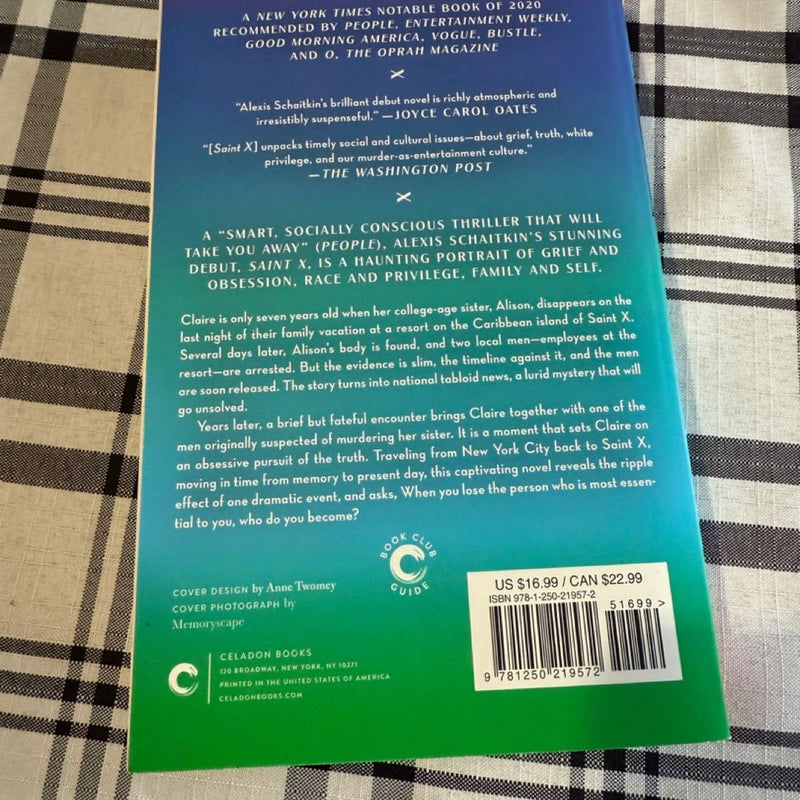 A NEW YORK TIMES NOTABLE BOOK OF 2020
RECOMMENDED BY PEOPLE, ENTERTAINMENT WEEKLY,
GOOD MORNING AMERICA, VOGUE, BUSTLE,
AND O, THE OPRAH MAGAZINE
"Alexis Schaitkin's brilliant debut novel is richly atmospheric and
irresistibly suspenseful." —JOYCE CAROL OATES
"[Saint X] unpacks timely social and cultural issues—about grief, truth, white
privilege, and our murder-as-entertainment culture."
—THE WASHINGTON POST
A "SMART, SOCIALLY CONSCIOUS THRILLER THAT WILL
TAKE YOU AWAY" (PEOPLE), ALEXIS SCHAITKIN'S STUNNING
DEBUT, SAINT X, IS A HAUNTING PORTRAIT OF GRIEF AND
OBSESSION, RACE AND PRIVILEGE, FAMILY AND SELF.
Claire is only seven years old when her college-age sister, Alison, disappears on the
last night of their family vacation at a resort on the Caribbean island of Saint X.
Several days later, Alison's body is found, and two local men—employees at the
resort—are arrested. But the evidence is slim, the timeline against it, and the men
are soon released. The story turns into national tabloid news, a lurid mystery that will
go unsolved.
Years later, a brief but fateful encounter brings Claire together with one of the
men originally suspected of murdering her sister. It is a moment that sets Claire on
an obsessive pursuit of the truth. Traveling from New York City back to Saint X,
moving in time from memory to present day, this captivating novel reveals the ripple
effect of one dramatic event, and asks, When you lose the person who is most essen-
tial to you, who do you become?
BOOK CLUB
GUIDE
COVER DESIGN by Anne Twomey
COVER PHOTOGRAPH by
Memoryscape
CELADON BOOKS
120 BROADWAY, NEW YORK, NY 10271
PRINTED IN THE UNITED STATES OF AMERICA
CELADONBOOKS.COM
US $16.99 / CAN $22.99
ISBN 978-1-250-21957-2
51699 >
9 781250 219572